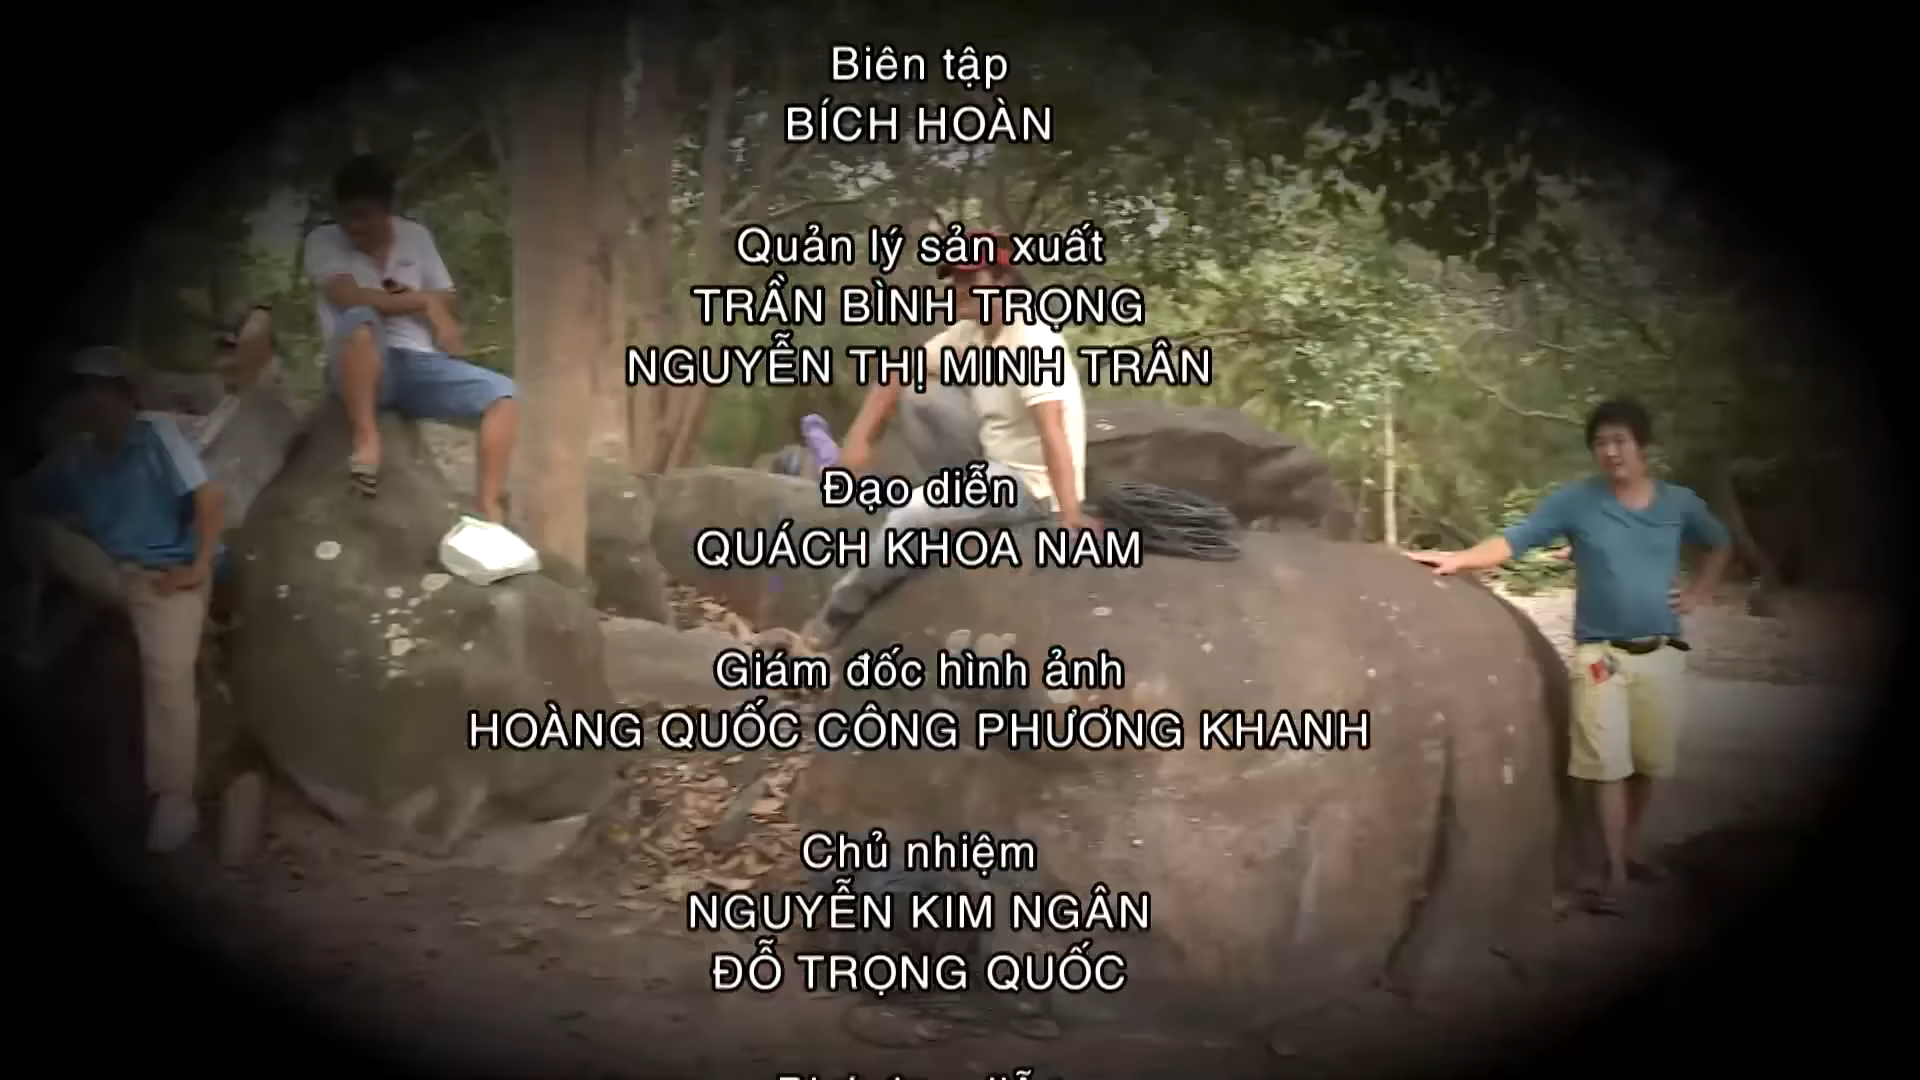 Biên tập
BÍCH HOÀN
Quản lý sản xuất
TRẦN BÌNH TRỌNG
NGUYỄN THỊ MINH TRÂN
Đạo diễn
QUÁCH KHOA NAM
Giám đốc hình ảnh
HOÀNG QUỐC CÔNG PHƯƠNG KHANH
Chủ nhiệm
NGUYỄN KIM NGÂN
ĐỖ TRỌNG QUỐC